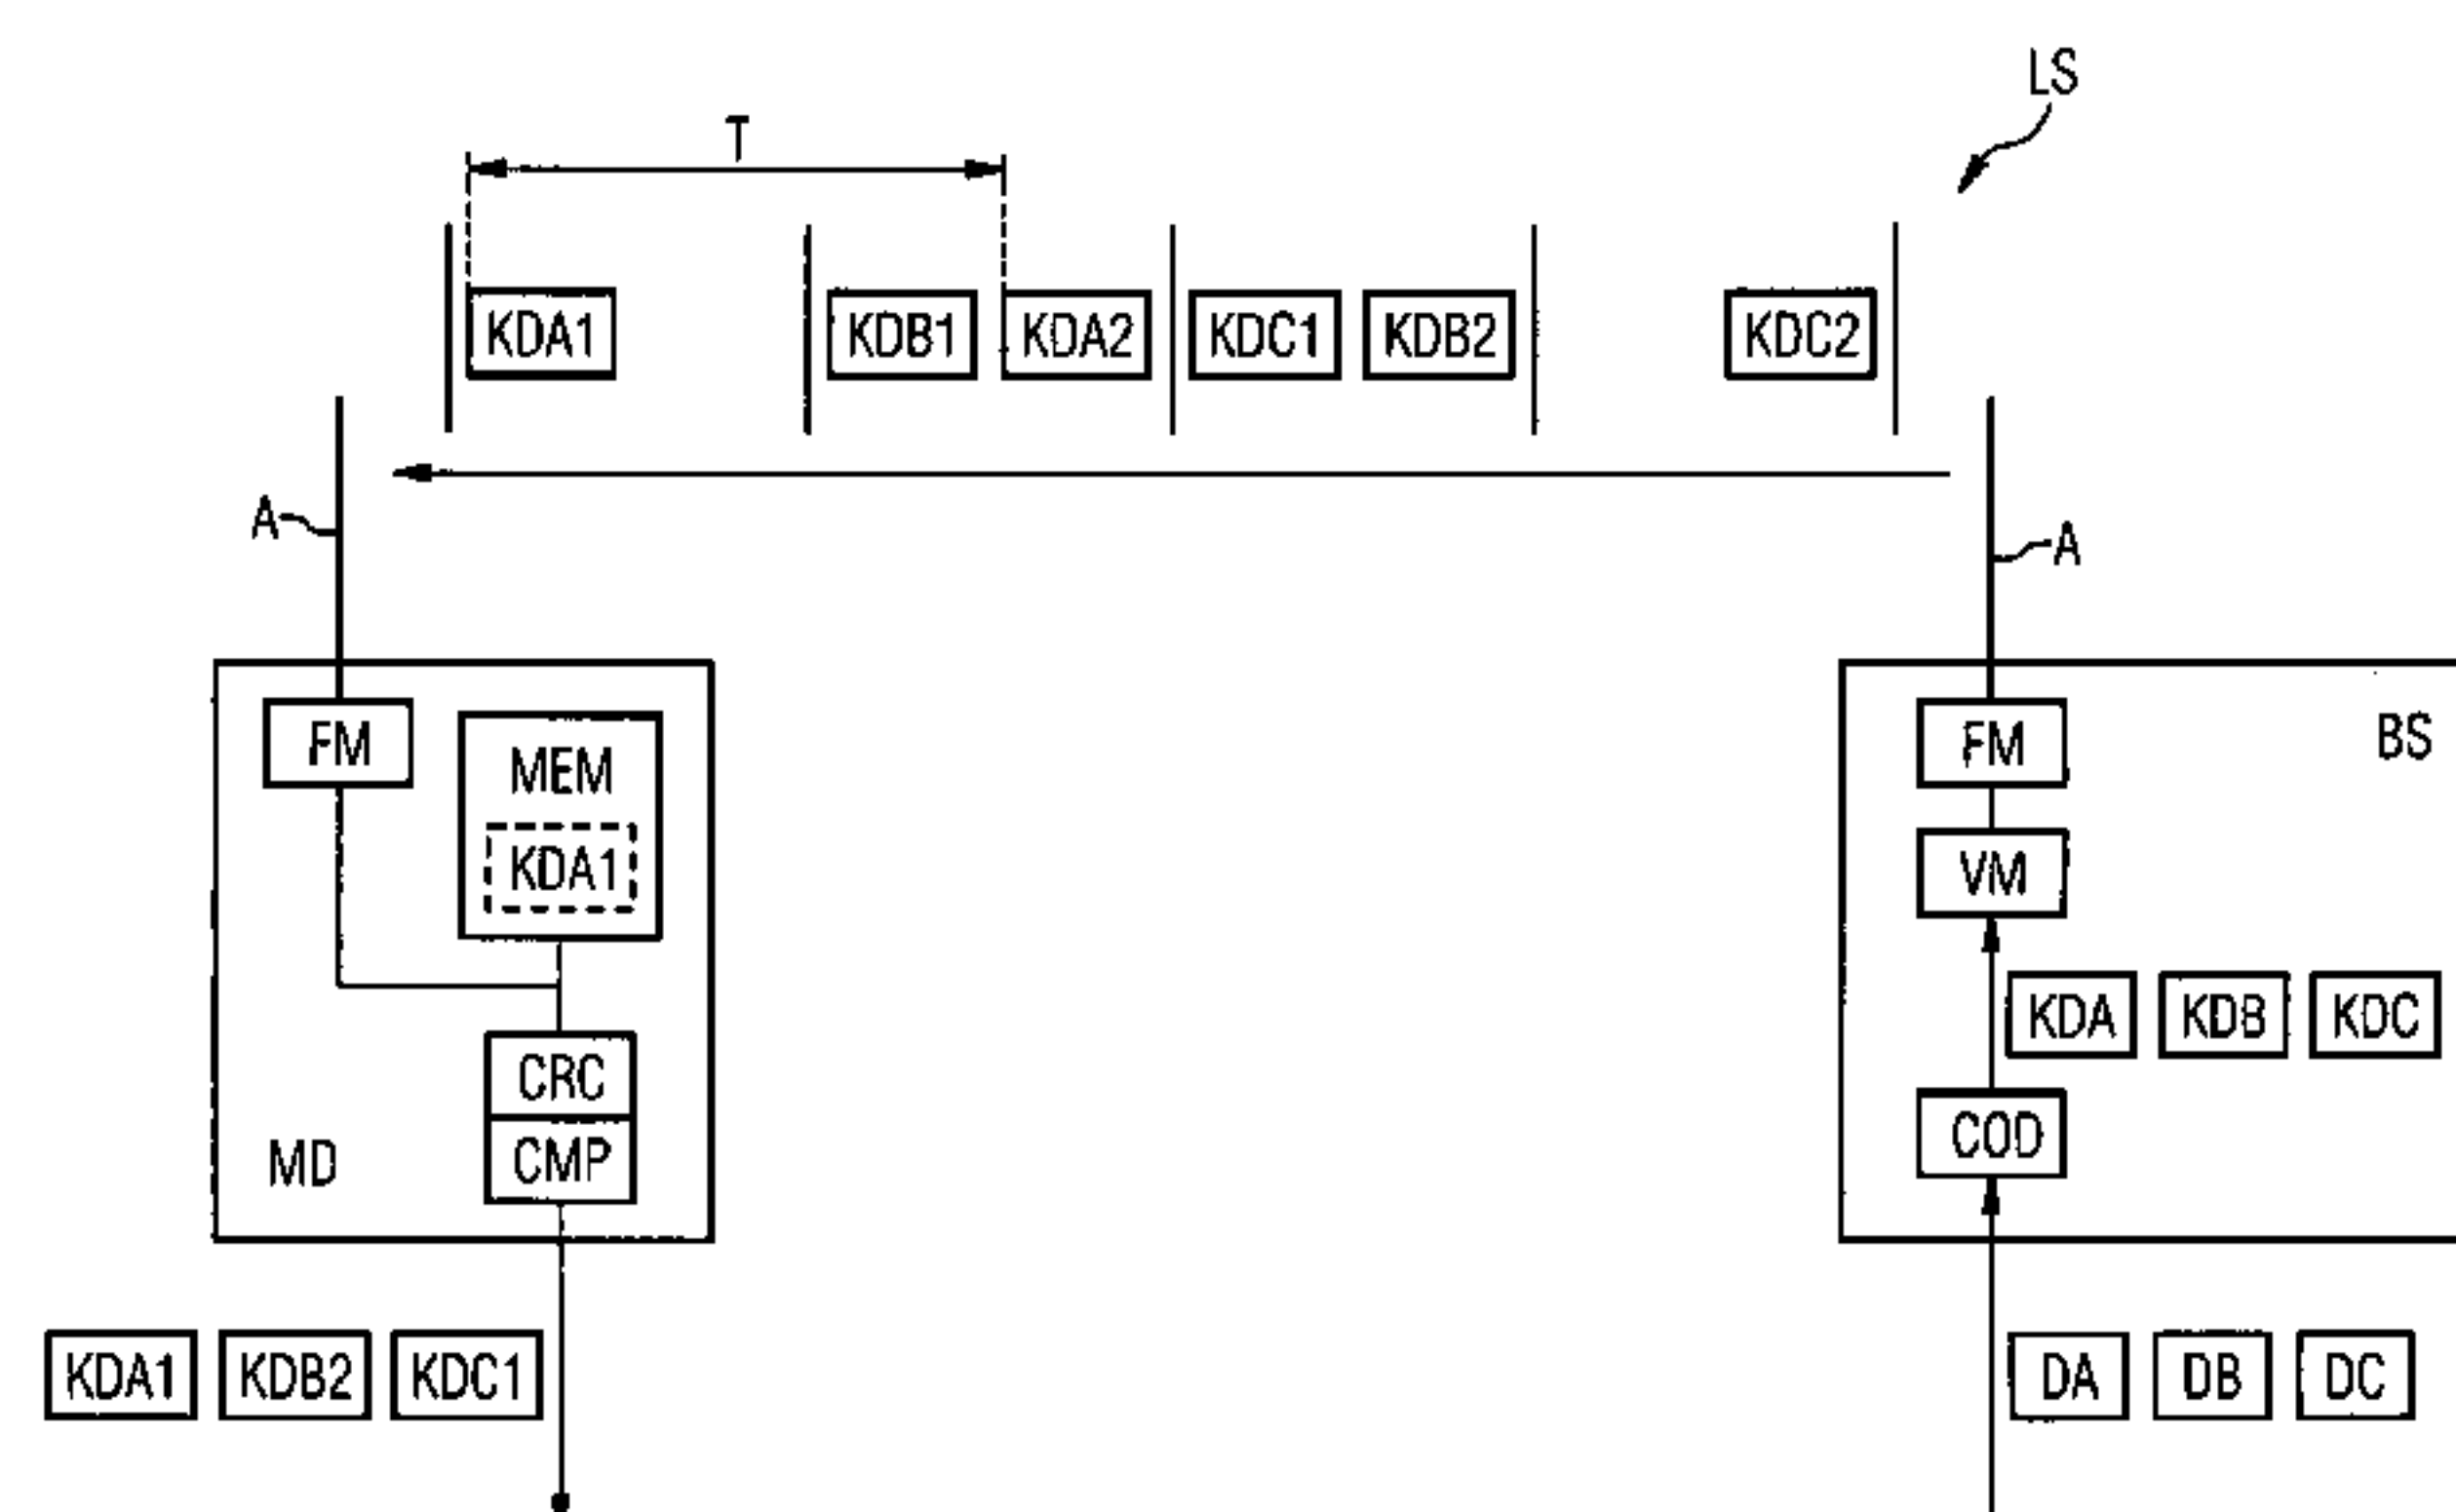 LS
T
KDA1 KDB1 KDA2 KDC1 KDB2 KDC2
A A
FM MEM FM BS
KDA1 VM
KDA KDB KDC
CRC
CMP COD
MD
KDA1 KDB2 KDC1 DA DB DC